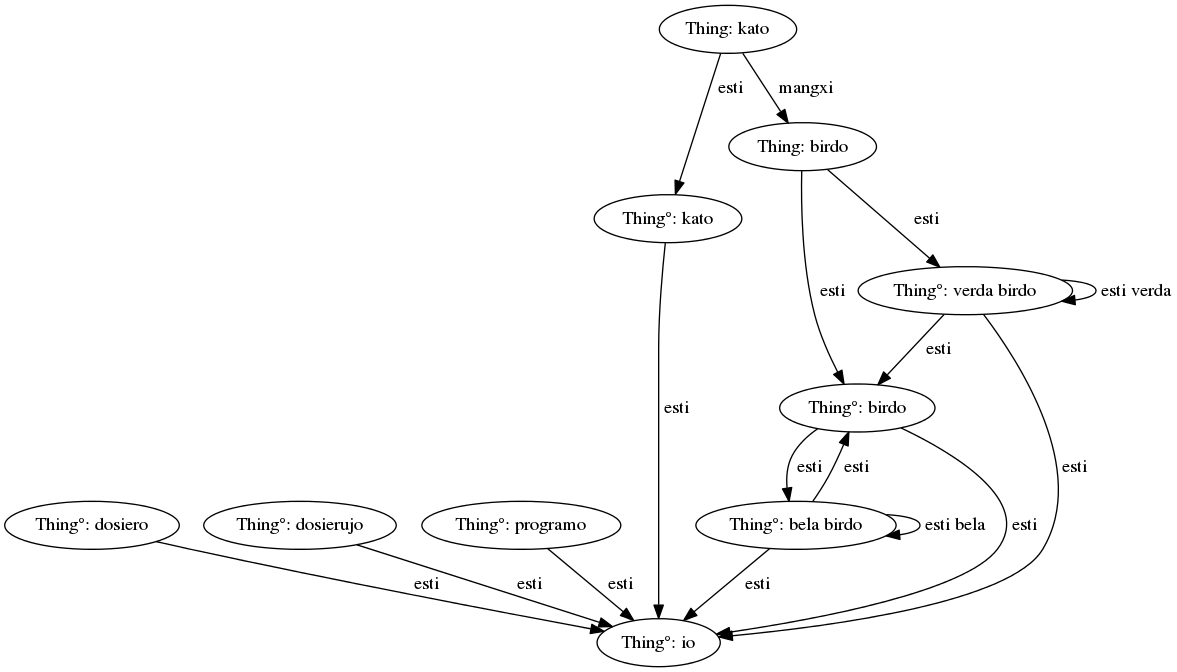 Thing: kato
esti
mangxi
Thing: birdo
Thing°: kato
esti
esti
Thing°: verda birdo
esti verda
esti
esti
Thing°: birdo
esti
esti
esti
Thing°: dosiero
Thing°: dosierujo
Thing°: programo
Thing°: bela birdo
esti bela
esti
esti
esti
esti
esti
Thing°: io